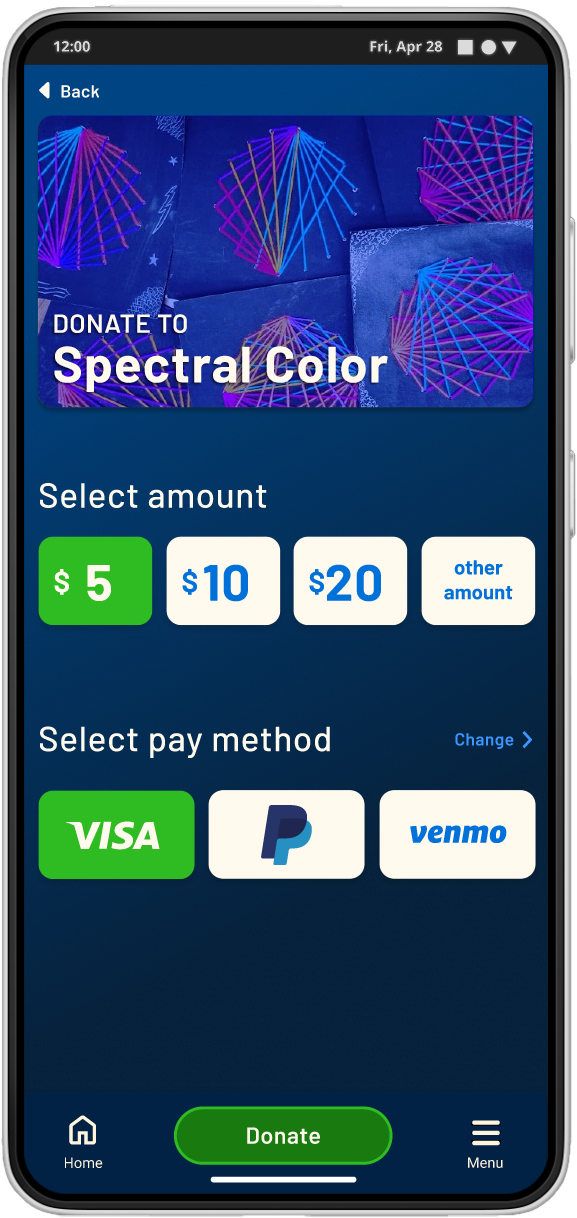 12:00 Fri, Apr 28
Back
DONATE TO
Spectral Color
Select amount
$ 5 $10 $20 other
amount
Select pay method Change
VISA venmo
Donate
Home Menu